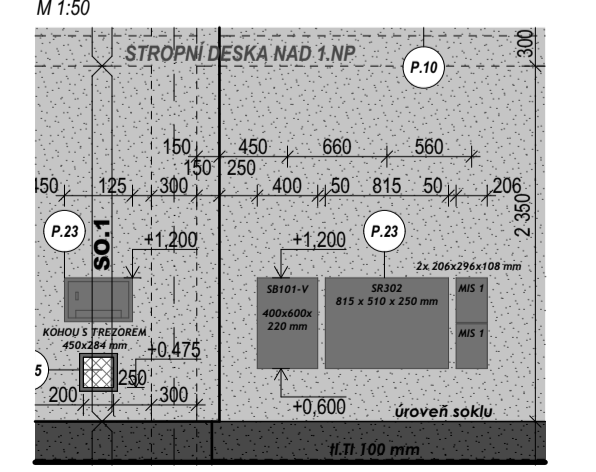 M 1:50
STROPNÍ DESKA NAD 1.NP
P.10
300
150 450 660 560
150 250
450 125 300 400 50 815 50 206
2 350
P.23
SO.1
+1,200
+1,200
P.23
2x 206x296x108 mm
SB101-V
400x600x
220 mm
SR302
815 x 510 x 250 mm
MIS 1
MIS 1
KOHOU S TREZOREM
450x284 mm
+0,475
5
250
200
300
+0,600
úroveň soklu
tl.TI 100 mm